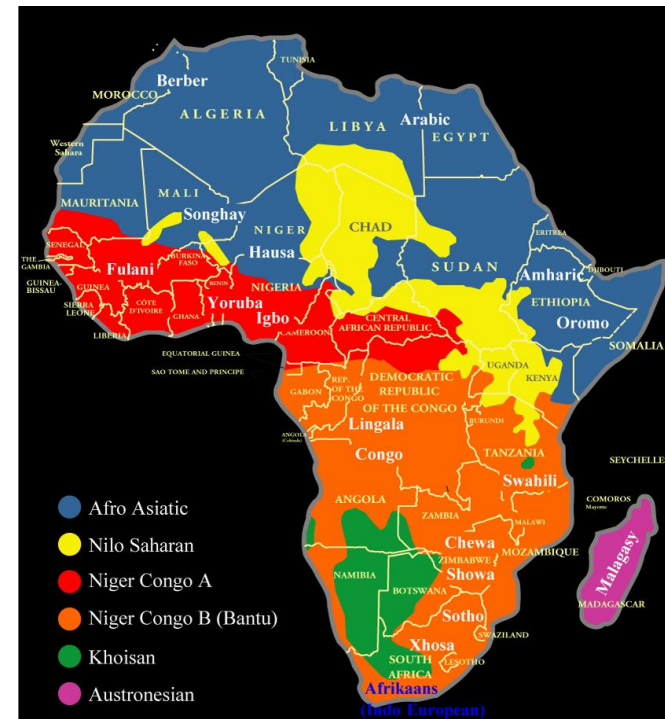 TUNISIA
Berber
MOROCCO
ALGERIA
LIBYA
Arabic
EGYPT
Western
Sahara
MAURITANIA
MALI
Songhay
NIGER
CHAD
Hausa
SUDAN
ERITREA
SENEGAL
THE
GAMBIA
GUINEA-
BISSAU
Fulani
BURKINA
FASO
BENIN
NIGERIA
Amharic
DJIBOUTI
GUINEA
SIERRA
LEONE
CÔTE
D'IVOIRE
GHANA
Yoruba
Igbo
ETHIOPIA
Oromo
LIBERIA
CAMEROON
CENTRAL
AFRICAN REPUBLIC
SOMALIA
EQUATORIAL GUINEA
SAO TOME AND PRINCIPE
UGANDA
KENYA
GABON
REP.
OF THE
CONGO
DEMOCRATIC
REPUBLIC
OF THE CONGO
Lingala
BURUNDI
ANGOLA
(Cabinda)
Congo
TANZANIA
SEYCHELLE
Swahili
COMOROS
Mayotte
ANGOLA
ZAMBIA
MALAWI
Chewa
MOZAMBIQUE
ZIMBABWE
Showa
NAMIBIA
BOTSWANA
Malagasy
MADAGASCAR
Sotho
SWAZILAND
Xhosa
LESOTHO
SOUTH
AFRICA
Afrikaans
(Indo European)
Afro Asiatic
Nilo Saharan
Niger Congo A
Niger Congo B (Bantu)
Khoisan
Austronesian